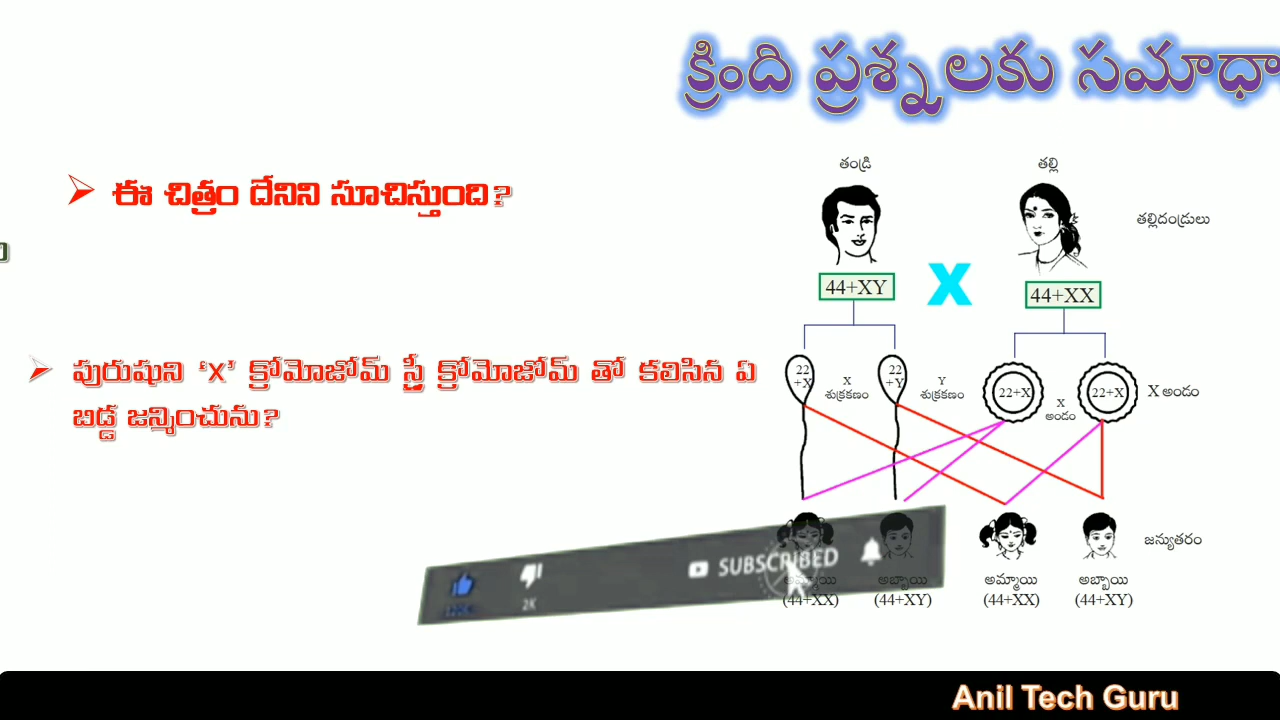 క్రింది ప్రశ్నలకు సమాధా
తండ్రి
తల్లి
ఈ చిత్రం దేనిని సూచిస్తుంది?
తల్లిదండ్రులు
44+XY
X
44+XX
పురుషుని ‘x’ క్రోమోజోమ్ స్త్రీ క్రోమోజోమ్ తో కలిసిన ఏ
బిడ్డ జన్మించును?
22
+X
X
శుక్రకణం
22
+Y
Y
శుక్రకణం
22+X
X
అండం
22+X
X అండం
జన్యుతరం
SUBSCRIBED
2K
అమ్మాయి
(44+XX)
అబ్బాయి
(44+XY)
అమ్మాయి
(44+XX)
అబ్బాయి
(44+XY)
Anil Tech Guru